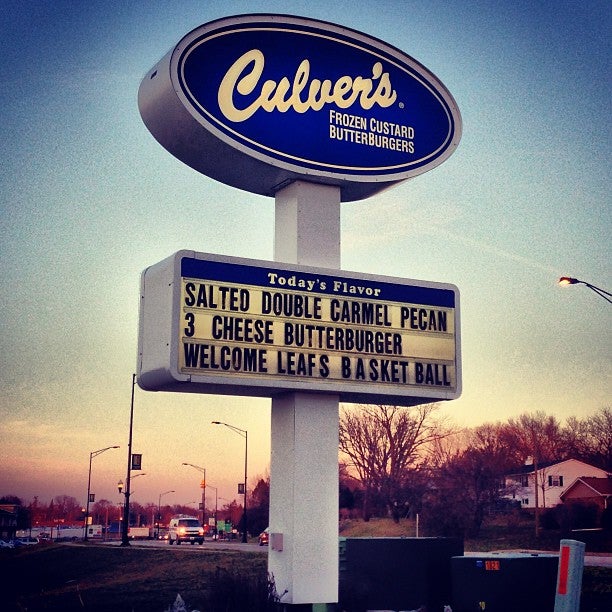 Culver's®
FROZEN CUSTARD
BUTTERBURGERS
Today's Flavor
SALTED DOUBLE CARMEL PECAN
3 CHEESE BUTTERBURGER
WELCOME LEAFS BASKET BALL